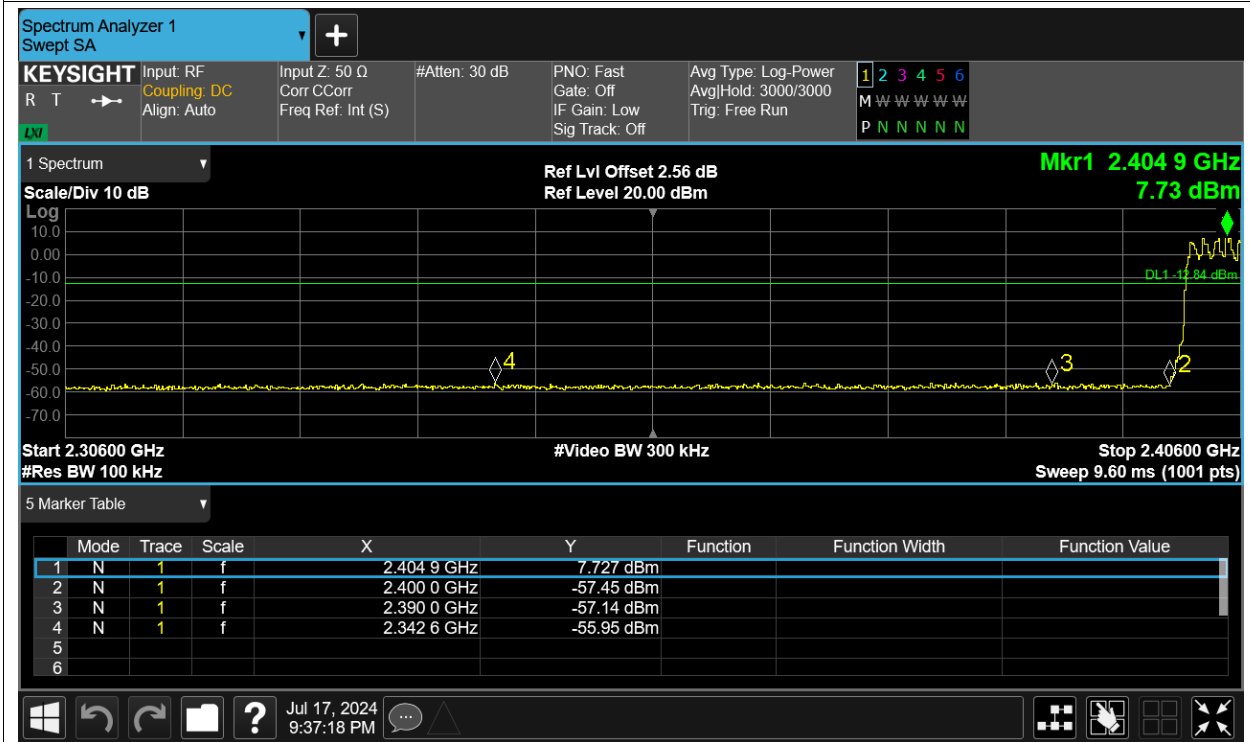 Spectrum Analyzer 1
Swept SA
KEYSIGHT Input: RF Input Z: 50 Ω #Atten: 30 dB PNO: Fast Avg Type: Log-Power 1 2 3 4 5 6
R T Coupling: DC Corr CCorr Gate: Off Avg|Hold: 3000/3000 M W W W W W
Align: Auto Freq Ref: Int (S) IF Gain: Low Trig: Free Run
LXI Sig Track: Off P N N N N N
1 Spectrum Ref Lvl Offset 2.56 dB Mkr1 2.404 9 GHz
Scale/Div 10 dB Ref Level 20.00 dBm 7.73 dBm
Log
10.0
0.00
-10.0 DL1 -12.84 dBm
-20.0
-30.0
-40.0
-50.0 4 3 2
-60.0
-70.0
Start 2.30600 GHz #Video BW 300 kHz Stop 2.40600 GHz
#Res BW 100 kHz Sweep 9.60 ms (1001 pts)
5 Marker Table
Mode Trace Scale X Y Function Function Width Function Value
1 N 1 f 2.404 9 GHz 7.727 dBm
2 N 1 f 2.400 0 GHz -57.45 dBm
3 N 1 f 2.390 0 GHz -57.14 dBm
4 N 1 f 2.342 6 GHz -55.95 dBm
5
6
? Jul 17, 2024
9:37:18 PM